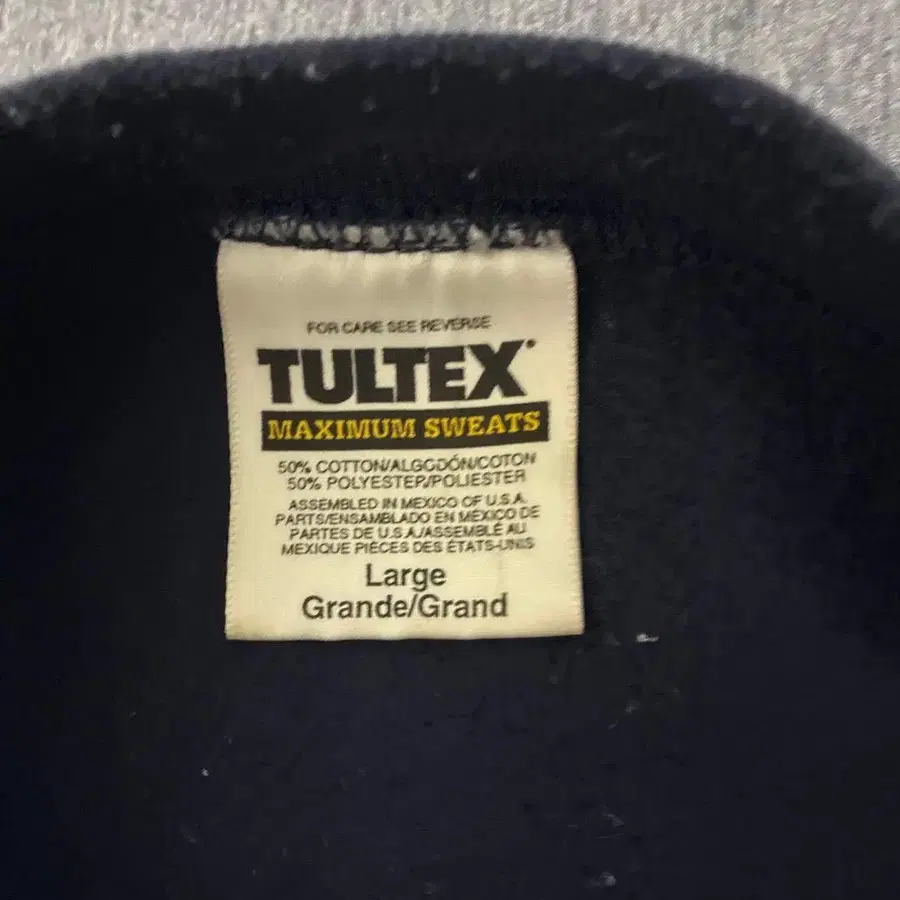 FOR CARE SEE REVERSE
TULTEX®
MAXIMUM SWEATS
50% COTTON/ALGODÓN/COTON
50% POLYESTER/POLIESTER
ASSEMBLED IN MEXICO OF U.S.A.
PARTS/ENSAMBLADO EN MEXICO DE
PARTES DE U.S.A./ASSEMBLÉ AU
MEXIQUE PIÈCES DES ÉTATS-UNIS
Large
Grande/Grand